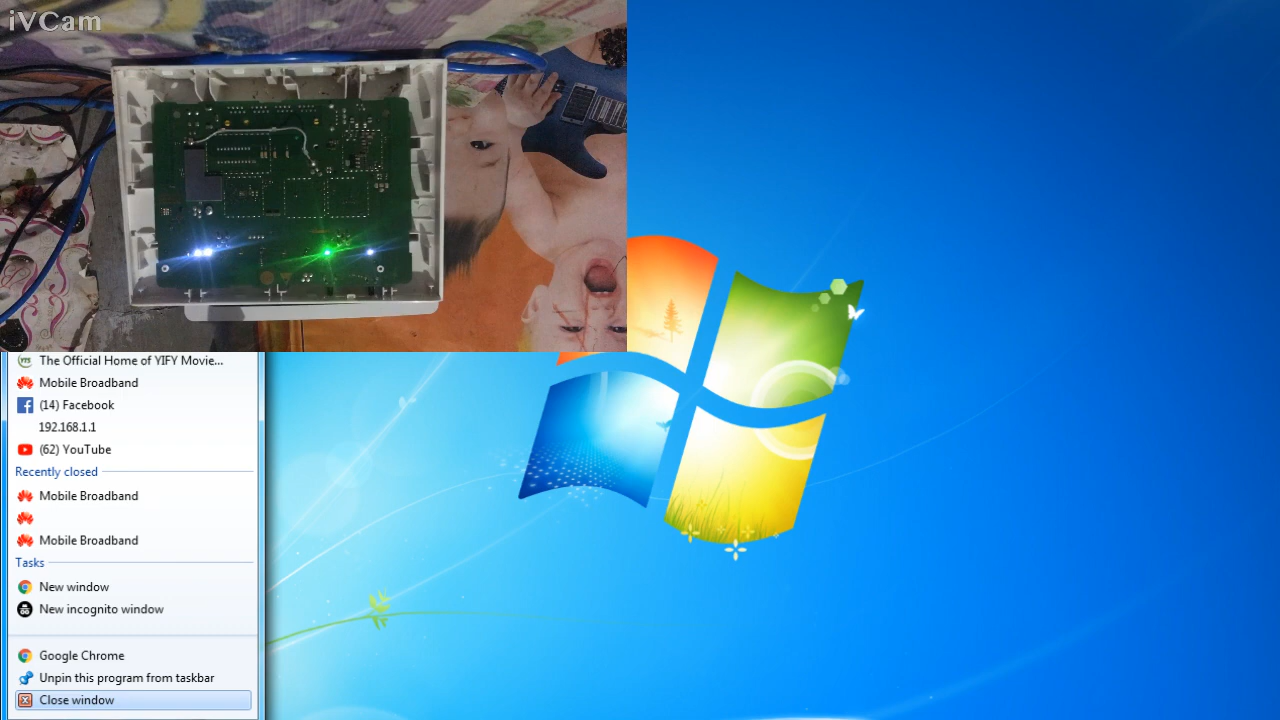 iVCam
The Official Home of YIFY Movie...
Mobile Broadband
(14) Facebook
192.168.1.1
(62) YouTube
Recently closed
Mobile Broadband
Mobile Broadband
Tasks
New window
New incognito window
Google Chrome
Unpin this program from taskbar
Close window